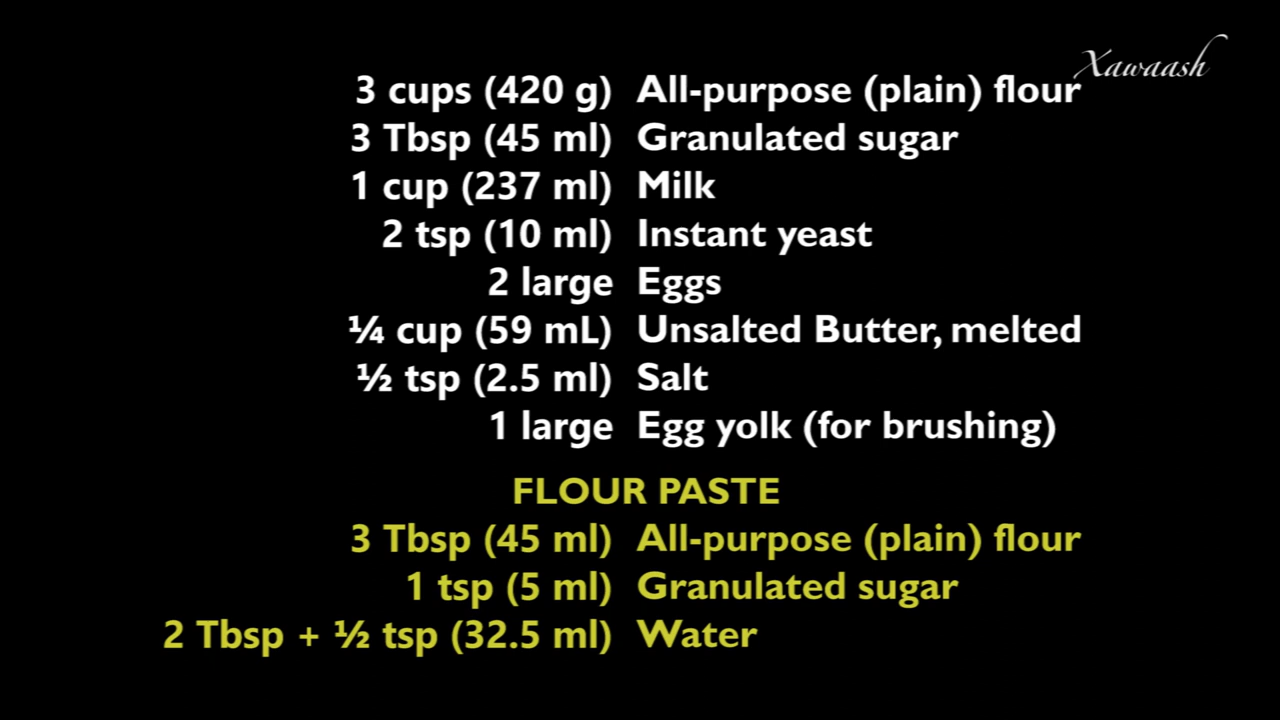 Xawaash
3 cups (420 g) All-purpose (plain) flour
3 Tbsp (45 ml) Granulated sugar
1 cup (237 ml) Milk
2 tsp (10 ml) Instant yeast
2 large Eggs
¼ cup (59 mL) Unsalted Butter, melted
½ tsp (2.5 ml) Salt
1 large Egg yolk (for brushing)
FLOUR PASTE
3 Tbsp (45 ml) All-purpose (plain) flour
1 tsp (5 ml) Granulated sugar
2 Tbsp + ½ tsp (32.5 ml) Water